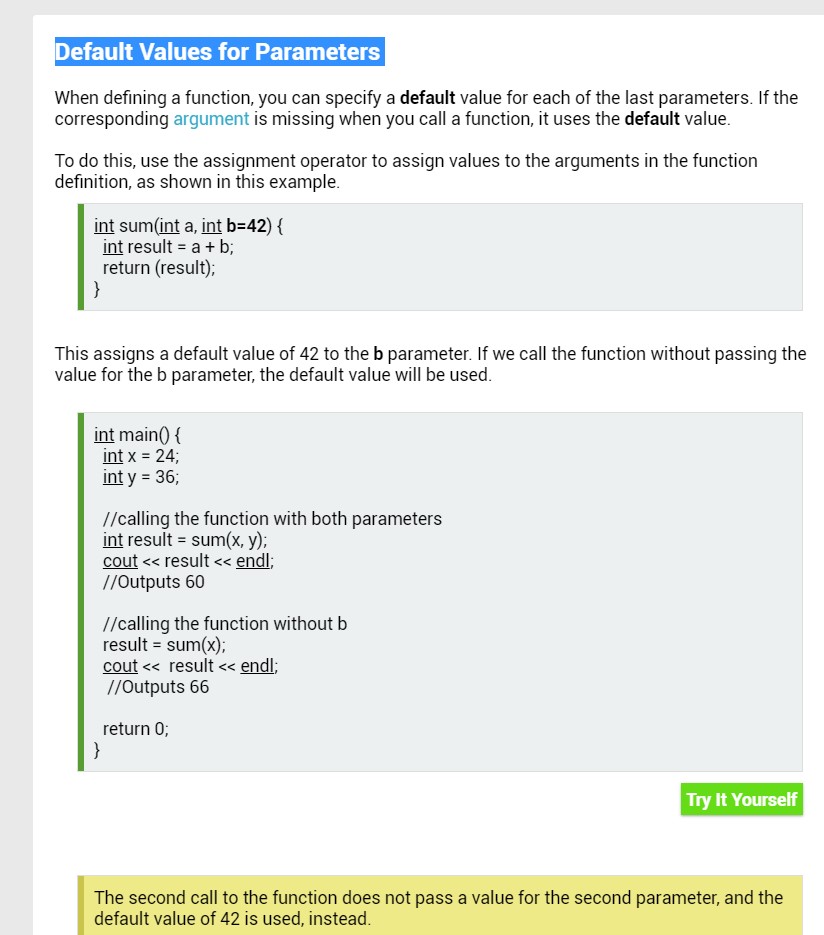 Default Values for Parameters
When defining a function, you can specify a default value for each of the last parameters. If the
corresponding argument is missing when you call a function, it uses the default value.
To do this, use the assignment operator to assign values to the arguments in the function
definition, as shown in this example.
int sum(int a, int b=42) {
int result = a + b;
return (result);
}
This assigns a default value of 42 to the b parameter. If we call the function without passing the
value for the b parameter, the default value will be used.
int main() {
int x = 24;
int y = 36;
//calling the function with both parameters
int result = sum(x, y);
cout << result << endl;
//Outputs 60
//calling the function without b
result = sum(x);
cout << result << endl;
//Outputs 66
return 0;
}
Try It Yourself
The second call to the function does not pass a value for the second parameter, and the
default value of 42 is used, instead.